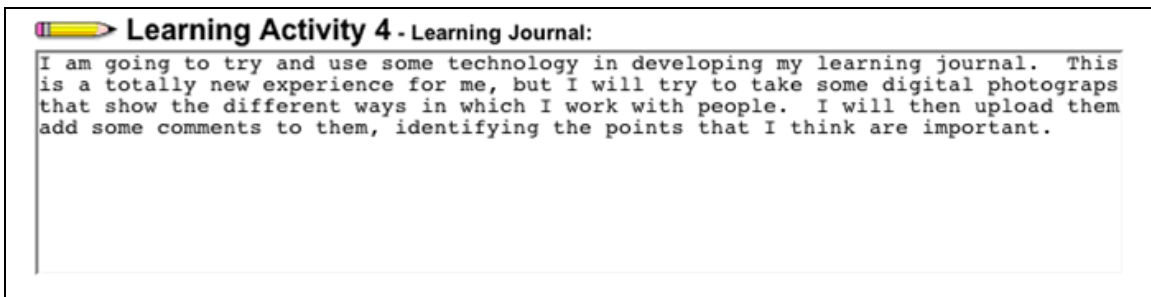 Learning Activity 4 - Learning Journal:
I am going to try and use some technology in developing my learning journal.  This
is a totally new experience for me, but I will try to take some digital photograps
that show the different ways in which I work with people.  I will then upload them
add some comments to them, identifying the points that I think are important.